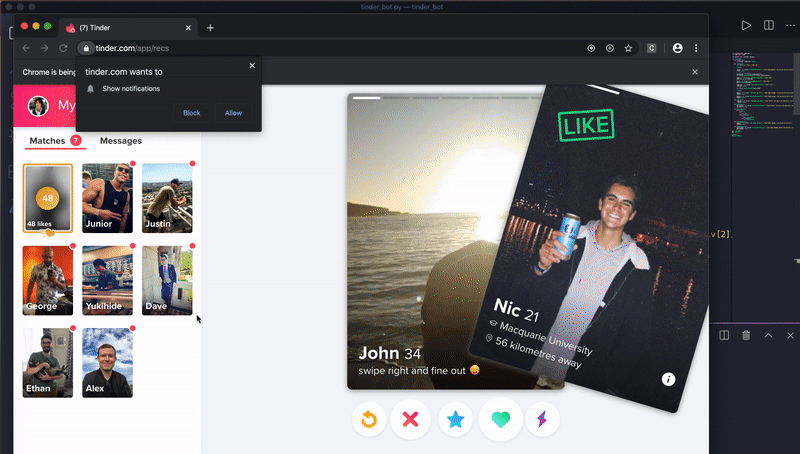 tinder_bot.py — tinder_bot
(7) Tinder
tinder.com/app/recs
C
Chrome is being
tinder.com wants to
Show notifications
Block
Allow
My
Matches 7
Messages
48
48 likes
Junior
Justin
George
Yukihide
Dave
Ethan
Alex
John 34
swipe right and fine out 😜
LIKE
Nic 21
Macquarie University
56 kilometres away
v[2],